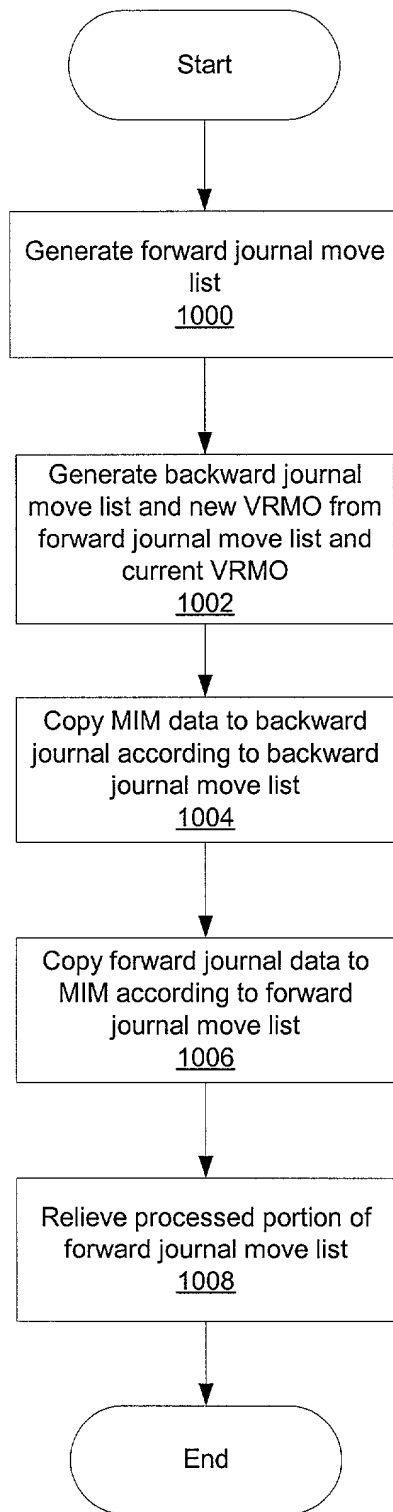 Start
Generate forward journal move
list
1000
Generate backward journal
move list and new VRMO from
forward journal move list and
current VRMO
1002
Copy MIM data to backward
journal according to backward
journal move list
1004
Copy forward journal data to
MIM according to forward
journal move list
1006
Relieve processed portion of
forward journal move list
1008
End